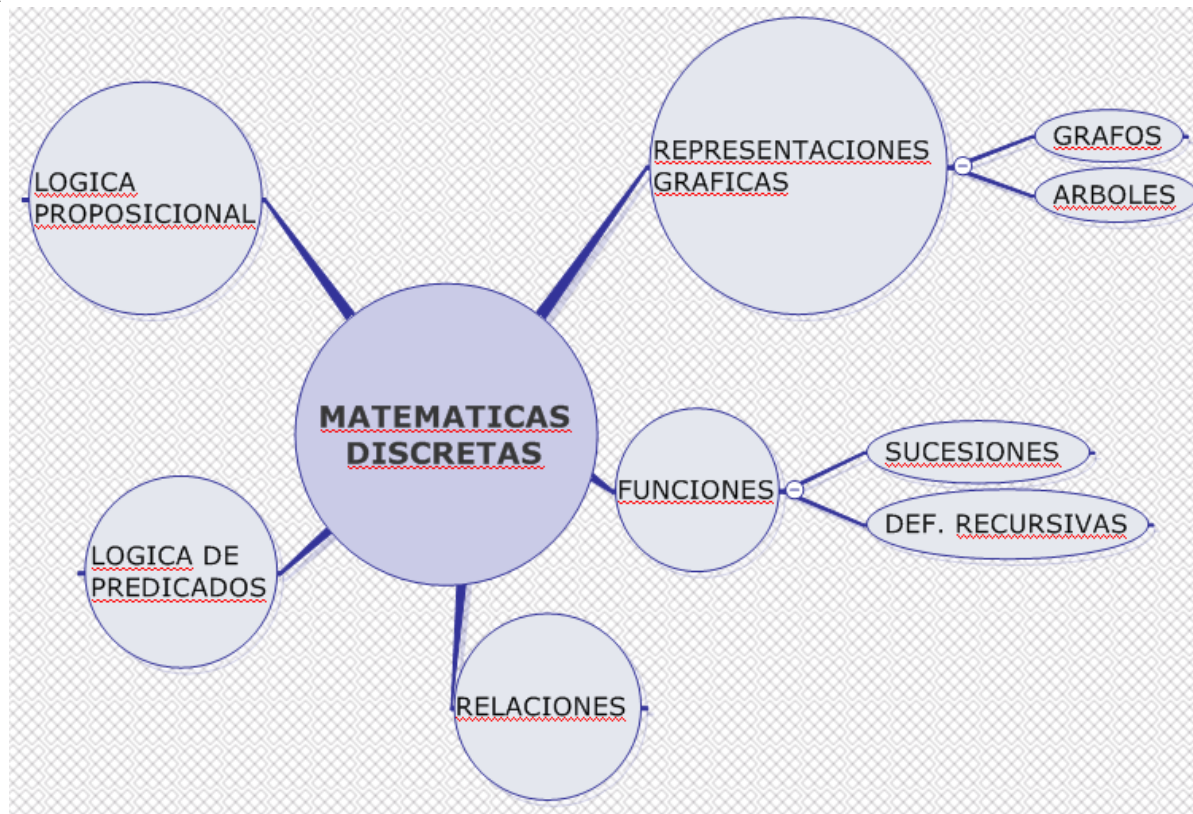 LOGICA
PROPOSICIONAL
REPRESENTACIONES
GRAFICAS
GRAFOS
ARBOLES
MATEMATICAS
DISCRETAS
FUNCIONES
SUCESIONES
DEF. RECURSIVAS
LOGICA DE
PREDICADOS
RELACIONES